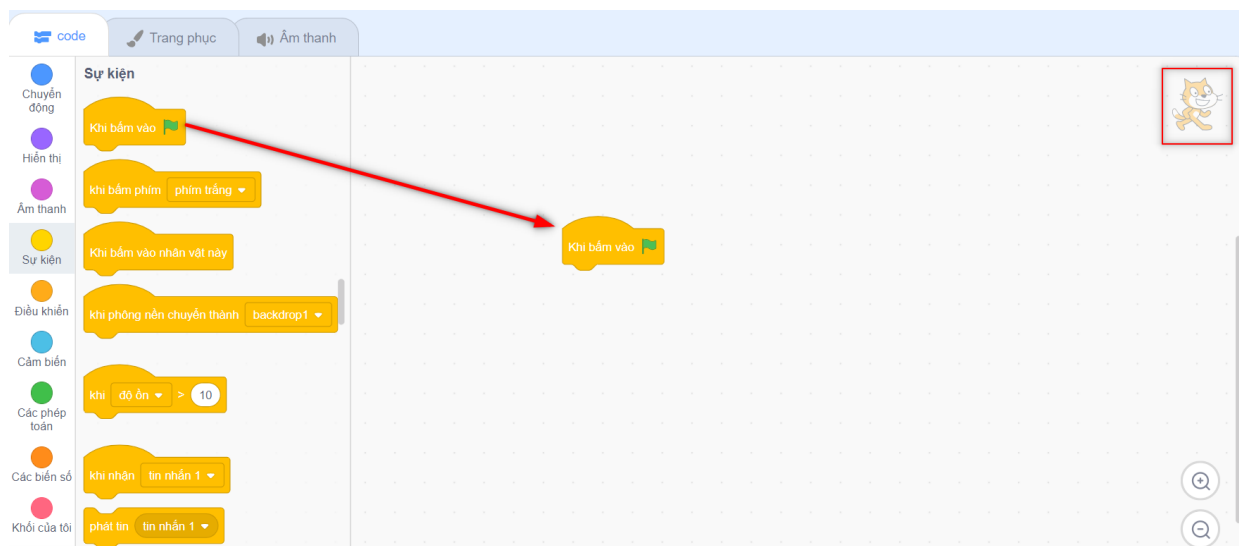 code
Trang phục
Âm thanh
Chuyển
động
Hiển thị
Âm thanh
Sự kiện
Điều khiển
Cảm biến
Các phép
toán
Các biến số
Khối của tôi
Sự kiện
Khi bấm vào
khi bấm phím phím trắng
Khi bấm vào nhân vật này
khi phông nền chuyển thành backdrop1
khi độ ồn > 10
khi nhận tin nhắn 1
phát tin tin nhắn 1
Khi bấm vào